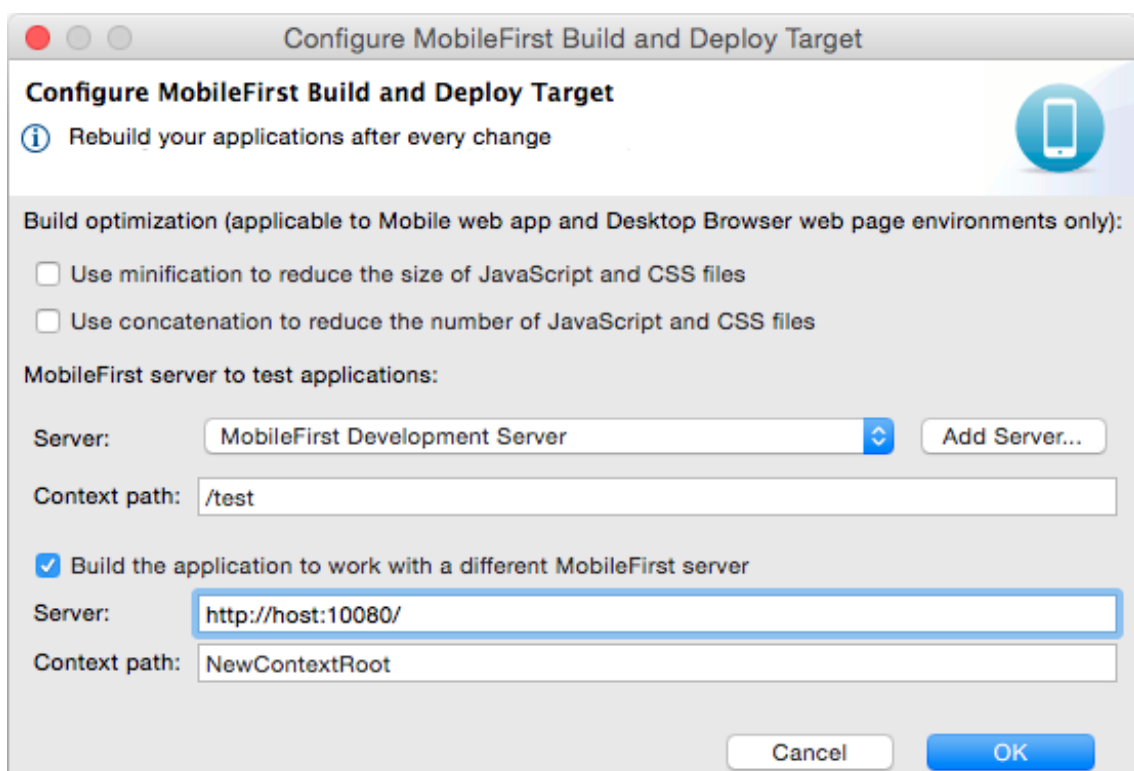 Configure MobileFirst Build and Deploy Target
Configure MobileFirst Build and Deploy Target
Rebuild your applications after every change
Build optimization (applicable to Mobile web app and Desktop Browser web page environments only):
Use minification to reduce the size of JavaScript and CSS files
Use concatenation to reduce the number of JavaScript and CSS files
MobileFirst server to test applications:
Server: MobileFirst Development Server Add Server...
Context path: /test
Build the application to work with a different MobileFirst server
Server: http://host:10080/
Context path: NewContextRoot
Cancel OK